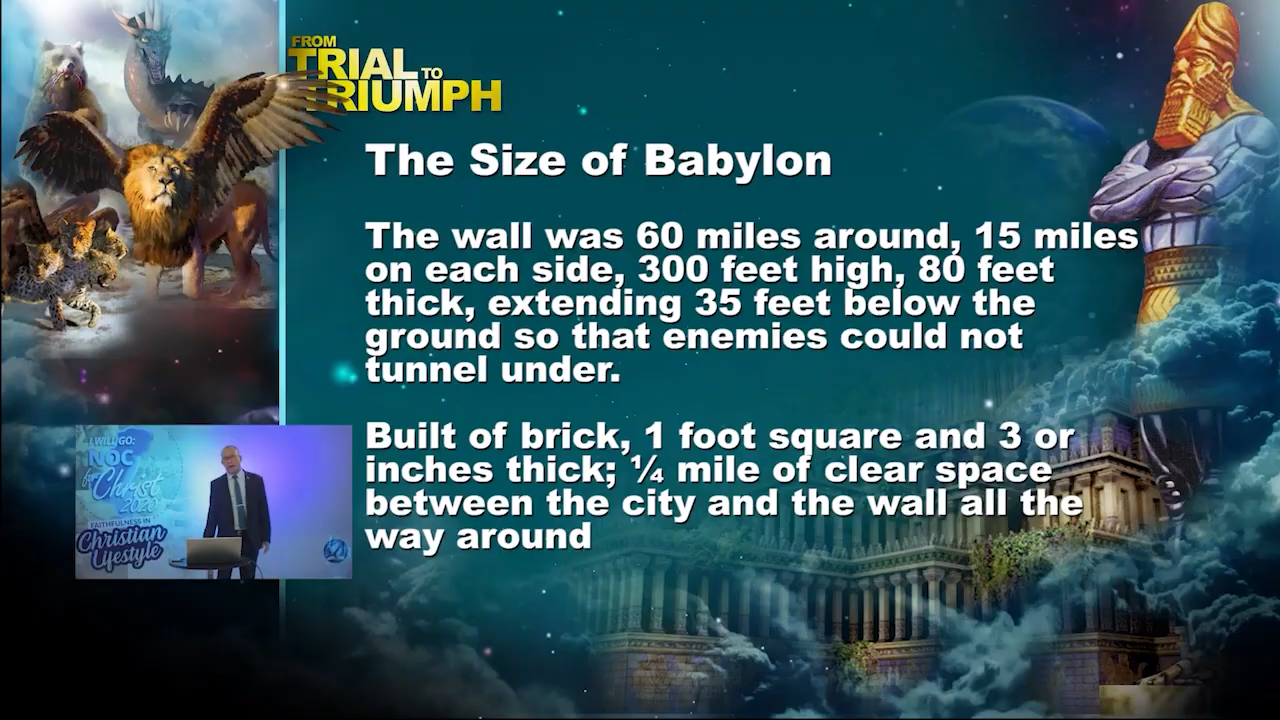 FROM
TRIAL TO
TRIUMPH
The Size of Babylon
The wall was 60 miles around, 15 miles
on each side, 300 feet high, 80 feet
thick, extending 35 feet below the
ground so that enemies could not
tunnel under.
Built of brick, 1 foot square and 3 or
inches thick; ¼ mile of clear space
between the city and the wall all the
way around
I WILL GO:
NOC
for Christ
FAITHFULNESS IN
Christian
Lifestyle